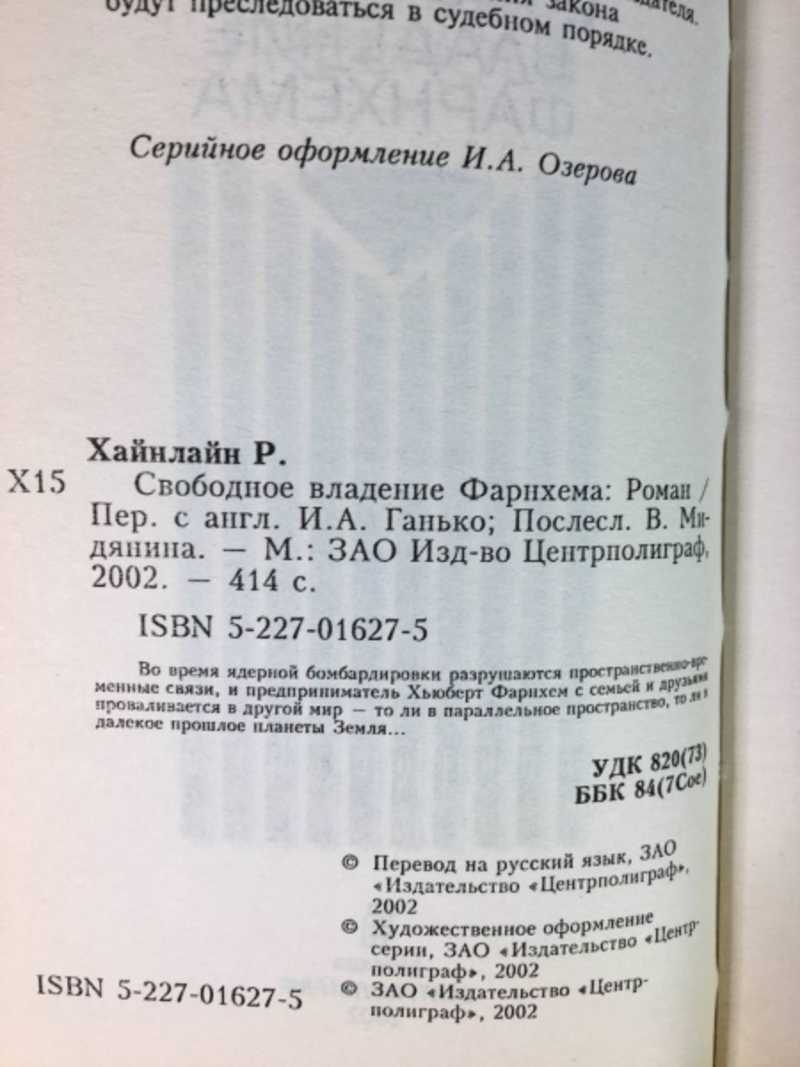 закона
будут преследоваться в судебном порядке.
Серийное оформление И.А. Озерова
Хайнлайн Р.
Х15 Свободное владение Фарнхема: Роман /
Пер. с англ. И.А. Ганько; Послесл. В. Ми-
дянина. — М.: ЗАО Изд-во Центрполиграф,
2002. — 414 с.
ISBN 5-227-01627-5
Во время ядерной бомбардировки разрушаются пространственно-вре-
менные связи, и предприниматель Хьюберт Фарнхем с семьей и друзьями
проваливается в другой мир — то ли в параллельное пространство, то ли в
далекое прошлое планеты Земля...
УДК 820(73)
ББК 84(7Сое)
© Перевод на русский язык, ЗАО
«Издательство «Центрполиграф»,
2002
© Художественное оформление
серии, ЗАО «Издательство «Центр-
полиграф», 2002
ISBN 5-227-01627-5 © ЗАО «Издательство «Центр-
полиграф», 2002